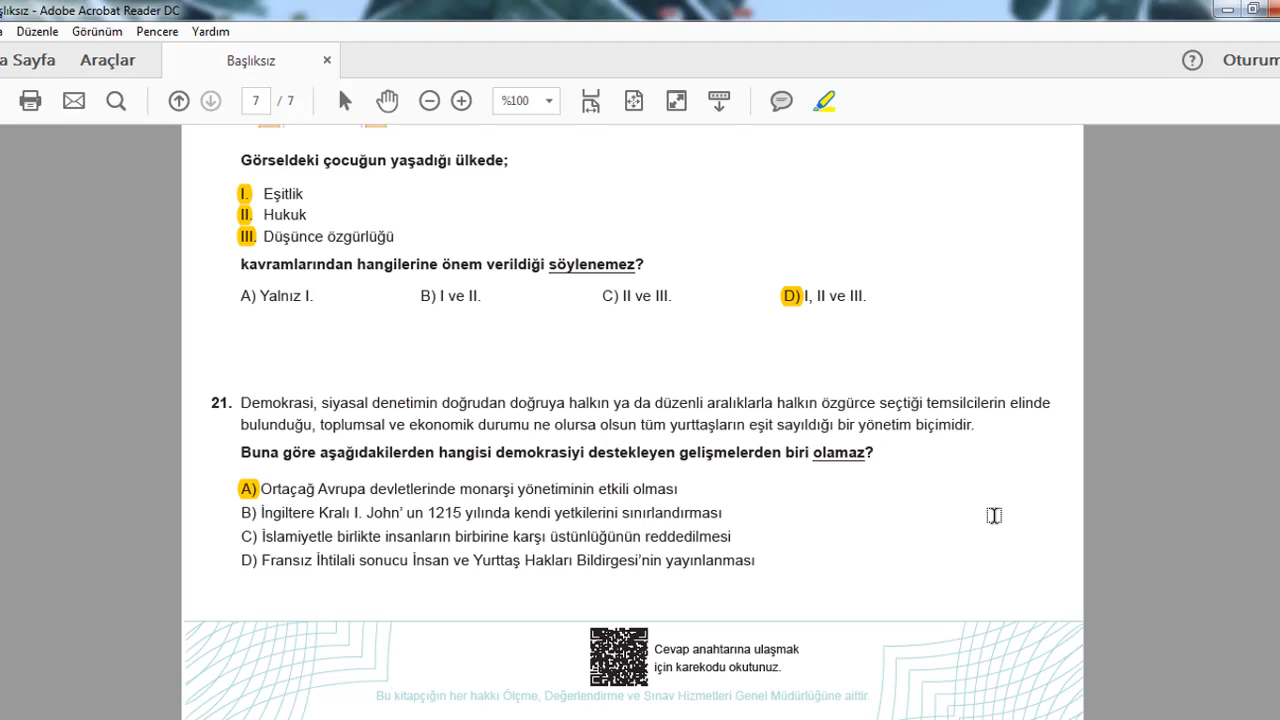 şlıksız - Adobe Acrobat Reader DC
Düzenle Görünüm Pencere Yardım
a Sayfa Araçlar Başlıksız × ? Oturum
7 / 7 %100
Görseldeki çocuğun yaşadığı ülkede;
I. Eşitlik
II. Hukuk
III. Düşünce özgürlüğü
kavramlarından hangilerine önem verildiği söylenemez?
A) Yalnız I. B) I ve II. C) II ve III. D) I, II ve III.
21. Demokrasi, siyasal denetimin doğrudan doğruya halkın ya da düzenli aralıklarla halkın özgürce seçtiği temsilcilerin elinde
bulunduğu, toplumsal ve ekonomik durumu ne olursa olsun tüm yurttaşların eşit sayıldığı bir yönetim biçimidir.
Buna göre aşağıdakilerden hangisi demokrasiyi destekleyen gelişmelerden biri olamaz?
A) Ortaçağ Avrupa devletlerinde monarşi yönetiminin etkili olması
B) İngiltere Kralı I. John’ un 1215 yılında kendi yetkilerini sınırlandırması
C) İslamiyetle birlikte insanların birbirine karşı üstünlüğünün reddedilmesi
D) Fransız İhtilali sonucu İnsan ve Yurttaş Hakları Bildirgesi’nin yayınlanması
Cevap anahtarına ulaşmak
için karekodu okutunuz.
Bu kitapçığın her hakkı Ölçme, Değerlendirme ve Sınav Hizmetleri Genel Müdürlüğüne aittir.